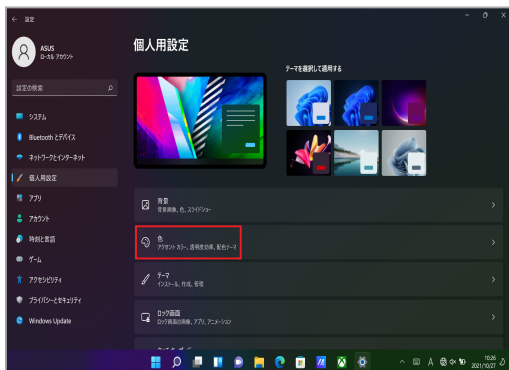 ← 設定
ASUS
ローカル アカウント
設定の検索
システム
Bluetooth とデバイス
ネットワークとインターネット
個人用設定
アプリ
アカウント
時刻と言語
ゲーム
アクセシビリティ
プライバシーとセキュリティ
Windows Update
個人用設定
テーマを選択して適用する
背景
背景画像、色、スライドショー
色
アクセント カラー、透明度効果、配色テーマ
テーマ
インストール、作成、管理
ロック画面
ロック画面の画像、アプリ、アニメーション
A
10:26
2021/10/27